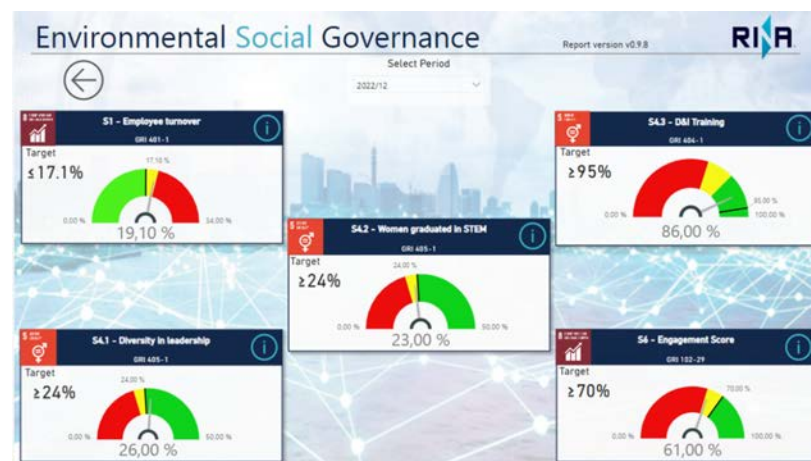 Environmental Social Governance
Report version v0.9.8
RINA
Select Period
2022/12
S1 - Employee turnover
GRI 401-1
Target
≤17.1%
17,10 %
0.00 %
34.00 %
19,10 %
S4.3 - D&I Training
GRI 404-1
Target
≥95%
0.00 %
95.00 %
100.00 %
86,00 %
S4.2 - Women graduated in STEM
GRI 405-1
Target
≥24%
24.00 %
0.00 %
50.00 %
23,00 %
S4.1 - Diversity in leadership
GRI 405-1
Target
≥24%
24.00 %
0.00 %
50.00 %
26,00 %
S6 - Engagement Score
GRI 102-29
Target
≥70%
70.00 %
0.00 %
100.00 %
61,00 %